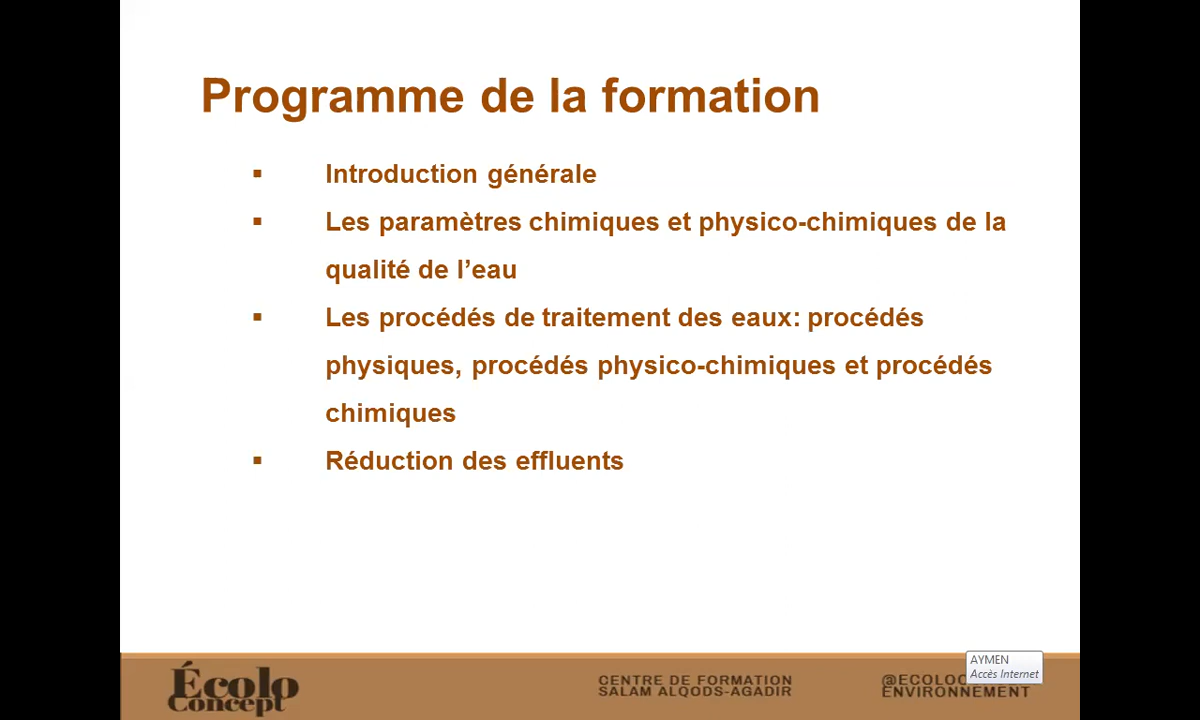 Programme de la formation
▪ Introduction générale
▪ Les paramètres chimiques et physico-chimiques de la
qualité de l’eau
▪ Les procédés de traitement des eaux: procédés
physiques, procédés physico-chimiques et procédés
chimiques
▪ Réduction des effluents
Écolo
Concept
CENTRE DE FORMATION
SALAM ALQODS-AGADIR
ENVIRONNEMENT
AYMEN
Accès Internet